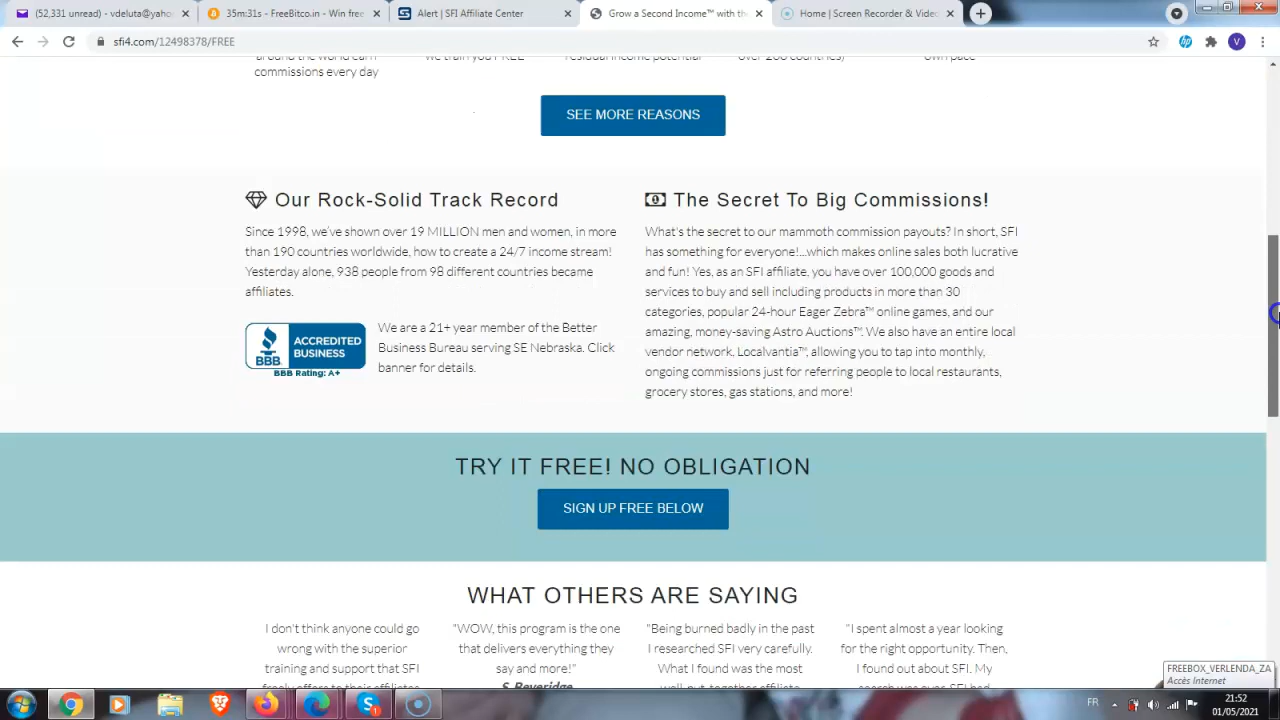 (52,331 unread) - vdeluta@yaho
35m:31s - FreeBitco.in - Win free
Alert | SFI Affiliate Center
Grow a Second Income™ with th
Home | Screen Recorder & Video
sfi4.com/12498378/FREE
V
around the world earn
commissions every day
we train you FREE
residual income potential
over 200 countries)
own pace
SEE MORE REASONS
Our Rock-Solid Track Record
Since 1998, we've shown over 19 MILLION men and women, in more
than 190 countries worldwide, how to create a 24/7 income stream!
Yesterday alone, 938 people from 98 different countries became
affiliates.
BBB
ACCREDITED
BUSINESS
BBB Rating: A+
We are a 21+ year member of the Better
Business Bureau serving SE Nebraska. Click
banner for details.
The Secret To Big Commissions!
What's the secret to our mammoth commission payouts? In short, SFI
has something for everyone!...which makes online sales both lucrative
and fun! Yes, as an SFI affiliate, you have over 100,000 goods and
services to buy and sell including products in more than 30
categories, popular 24-hour Eager Zebra™ online games, and our
amazing, money-saving Astro Auctions™. We also have an entire local
vendor network, Localvantia™, allowing you to tap into monthly,
ongoing commissions just for referring people to local restaurants,
grocery stores, gas stations, and more!
TRY IT FREE! NO OBLIGATION
SIGN UP FREE BELOW
WHAT OTHERS ARE SAYING
I don't think anyone could go
wrong with the superior
training and support that SFI
freely offers to their affiliates
"WOW, this program is the one
that delivers everything they
say and more!"
S. Beveridge
"Being burned badly in the past
I researched SFI very carefully.
What I found was the most
well-put-together affiliate
"I spent almost a year looking
for the right opportunity. Then,
I found out about SFI. My
FREEBOX_VERLENDA_ZA
Accès Internet
FR
21:52
01/05/2021